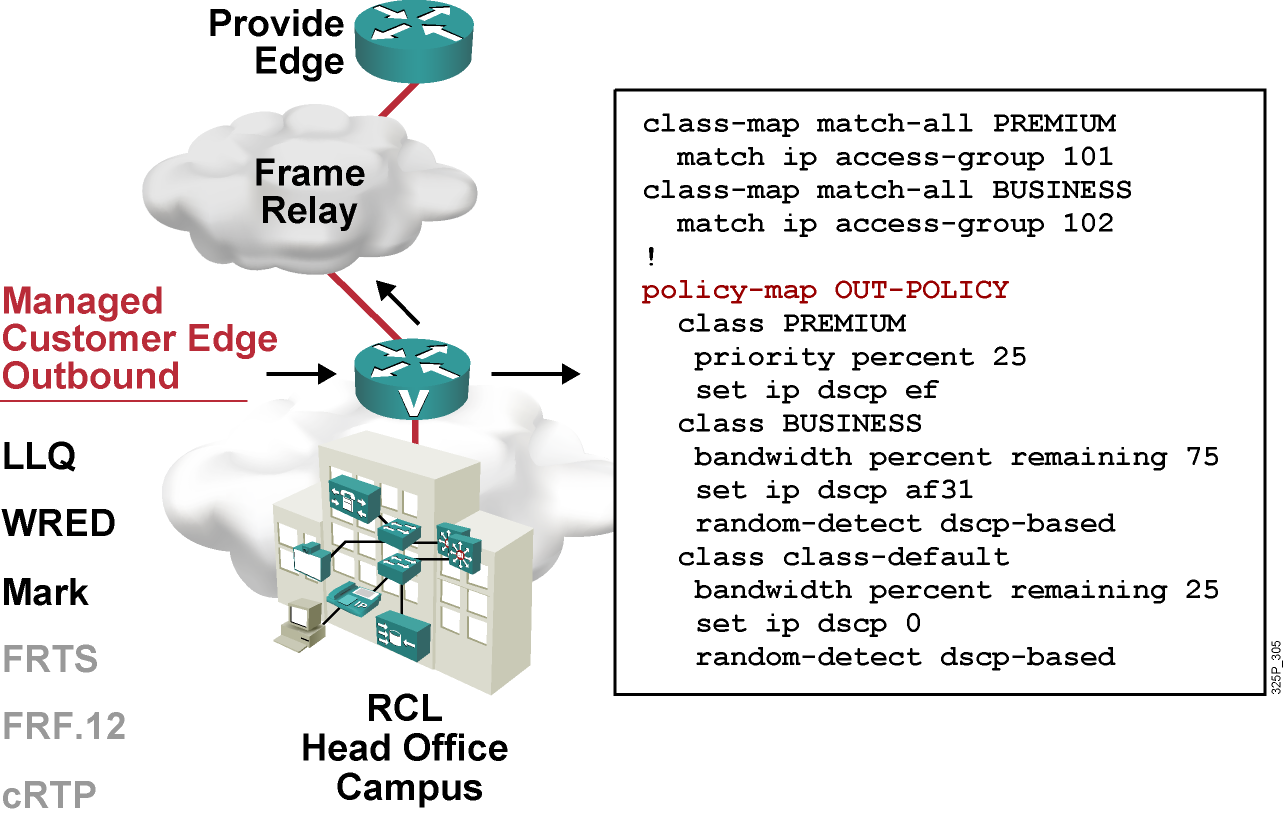 Provide
Edge
Frame
Relay
Managed
Customer Edge
Outbound
LLQ
WRED
Mark
FRTS
FRF.12
cRTP
V
IP
RCL
Head Office
Campus
class-map match-all PREMIUM
match ip access-group 101
class-map match-all BUSINESS
match ip access-group 102
!
policy-map OUT-POLICY
class PREMIUM
priority percent 25
set ip dscp ef
class BUSINESS
bandwidth percent remaining 75
set ip dscp af31
random-detect dscp-based
class class-default
bandwidth percent remaining 25
set ip dscp 0
random-detect dscp-based
325P_305